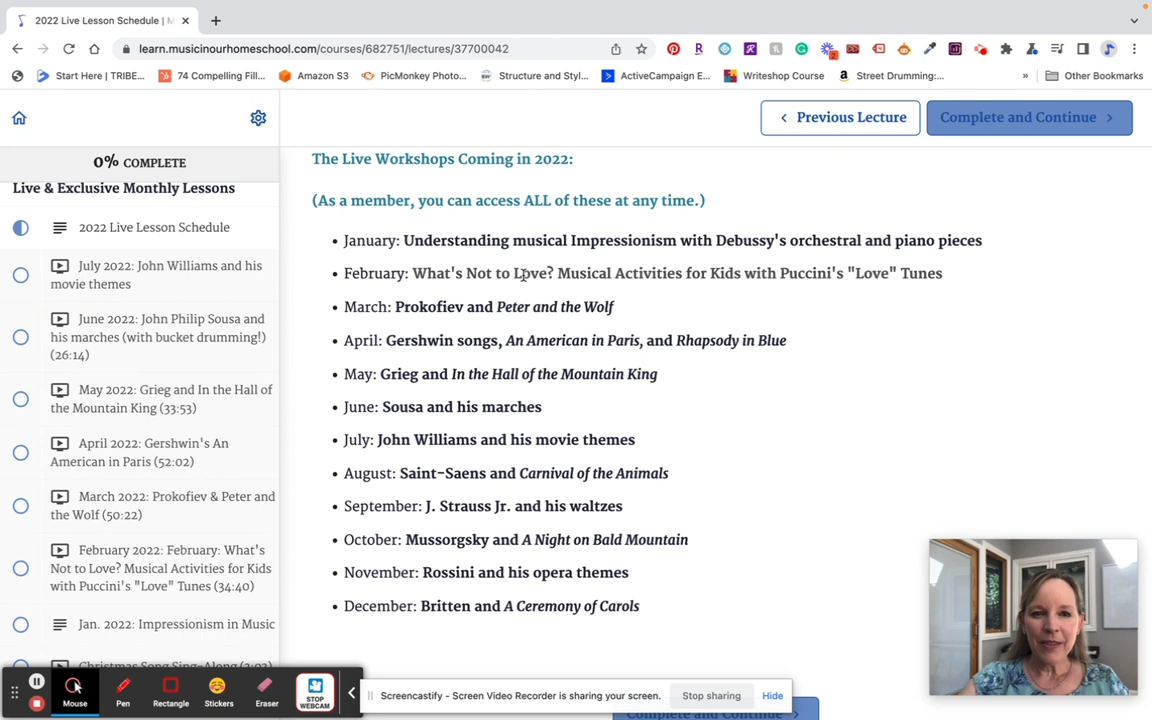 2022 Live Lesson Schedule | M
learn.musicinourhomeschool.com/courses/682751/lectures/37700042
2
Start Here | TRIBE...
74 Compelling Fill...
Amazon S3
PicMonkey Photo...
Structure and Styl...
ActiveCampaign E...
Writeshop Course
Street Drumming:...
»
Other Bookmarks
Previous Lecture
Complete and Continue
0% COMPLETE
Live & Exclusive Monthly Lessons
2022 Live Lesson Schedule
July 2022: John Williams and his
movie themes
June 2022: John Philip Sousa and
his marches (with bucket drumming!)
(26:14)
May 2022: Grieg and In the Hall of
the Mountain King (33:53)
April 2022: Gershwin's An
American in Paris (52:02)
March 2022: Prokofiev & Peter and
the Wolf (50:22)
February 2022: February: What's
Not to Love? Musical Activities for Kids
with Puccini's "Love" Tunes (34:40)
Jan. 2022: Impressionism in Music
Christmas Song Sing-Along
The Live Workshops Coming in 2022:
(As a member, you can access ALL of these at any time.)
• January: Understanding musical Impressionism with Debussy's orchestral and piano pieces
• February: What's Not to Love? Musical Activities for Kids with Puccini's "Love" Tunes
• March: Prokofiev and Peter and the Wolf
• April: Gershwin songs, An American in Paris, and Rhapsody in Blue
• May: Grieg and In the Hall of the Mountain King
• June: Sousa and his marches
• July: John Williams and his movie themes
• August: Saint-Saens and Carnival of the Animals
• September: J. Strauss Jr. and his waltzes
• October: Mussorgsky and A Night on Bald Mountain
• November: Rossini and his opera themes
• December: Britten and A Ceremony of Carols
Mouse
Pen
Rectangle
Stickers
Eraser
STOP
WEBCAM
Screencastify - Screen Video Recorder is sharing your screen.
Stop sharing
Hide
Complete and Continue